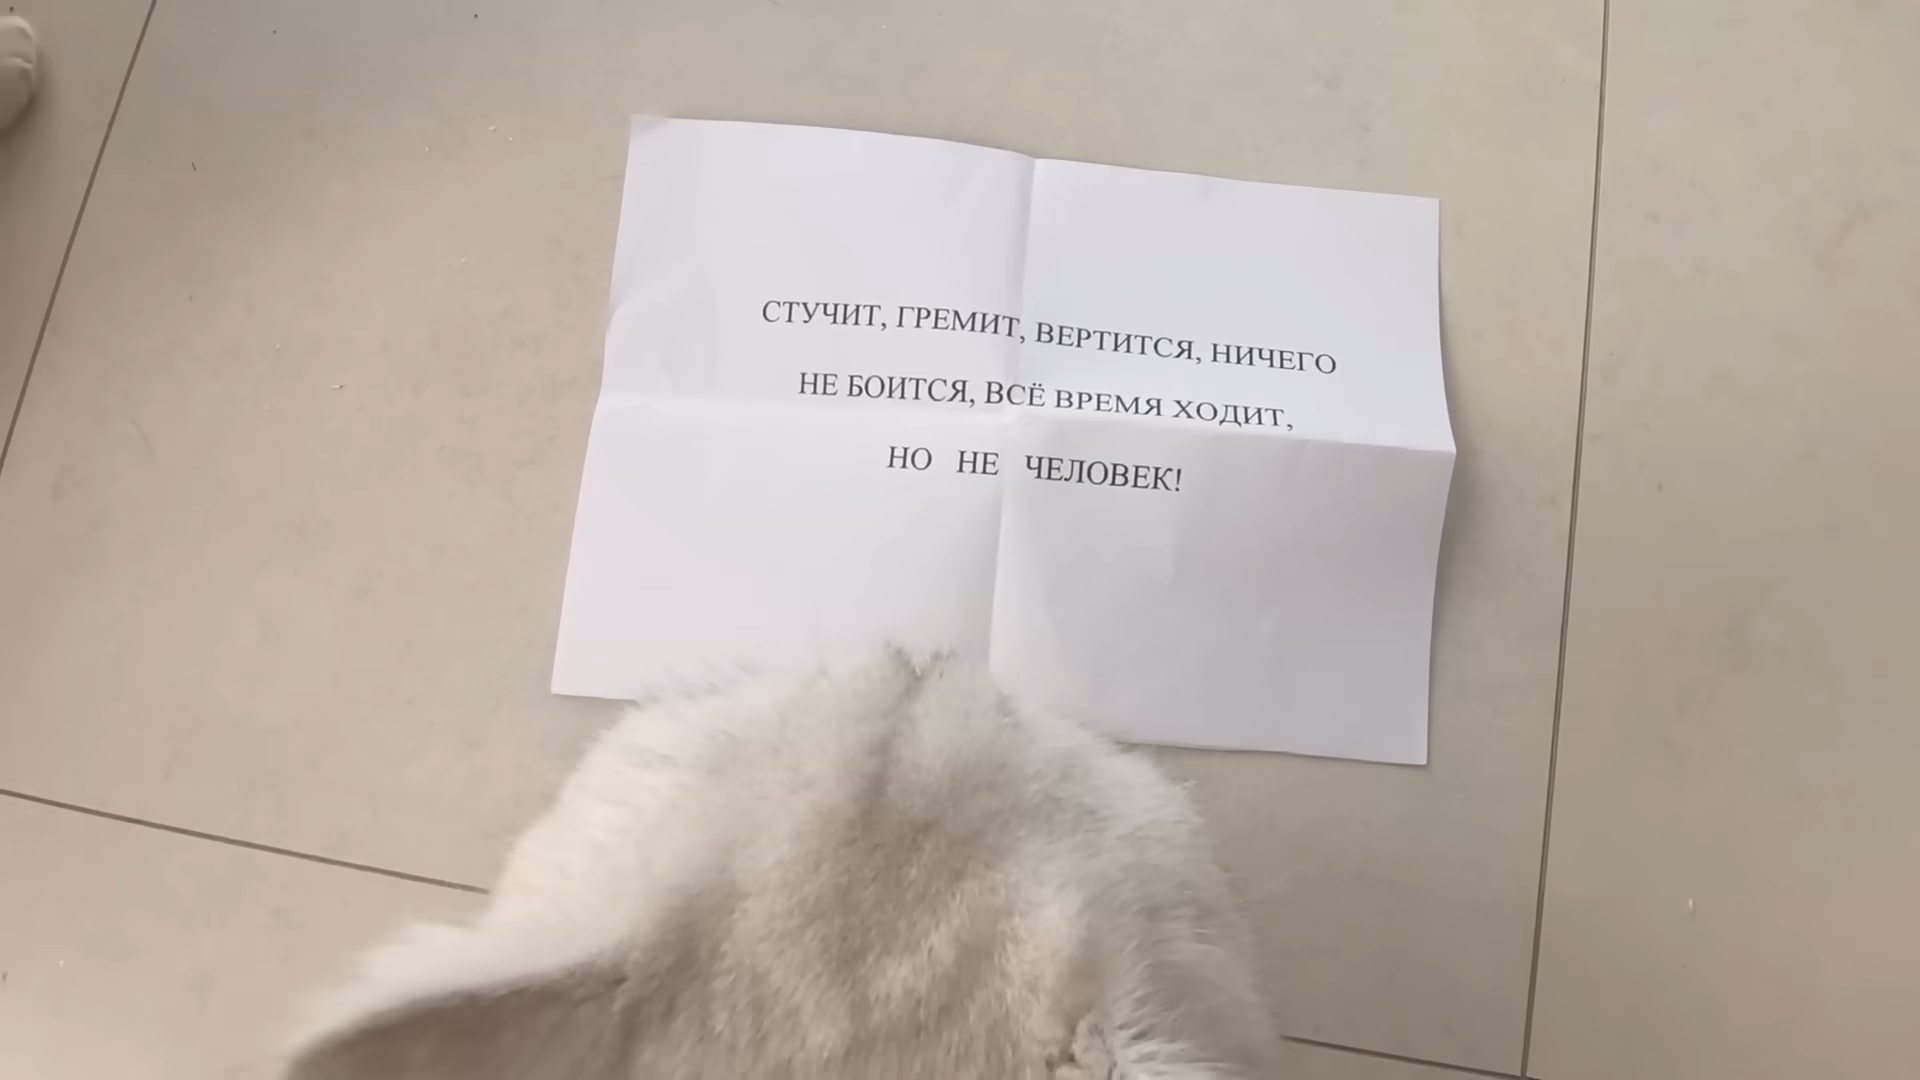 СТУЧИТ, ГРЕМИТ, ВЕРТИТСЯ, НИЧЕГО
НЕ БОИТСЯ, ВСЁ ВРЕМЯ ХОДИТ,
НО НЕ ЧЕЛОВЕК!